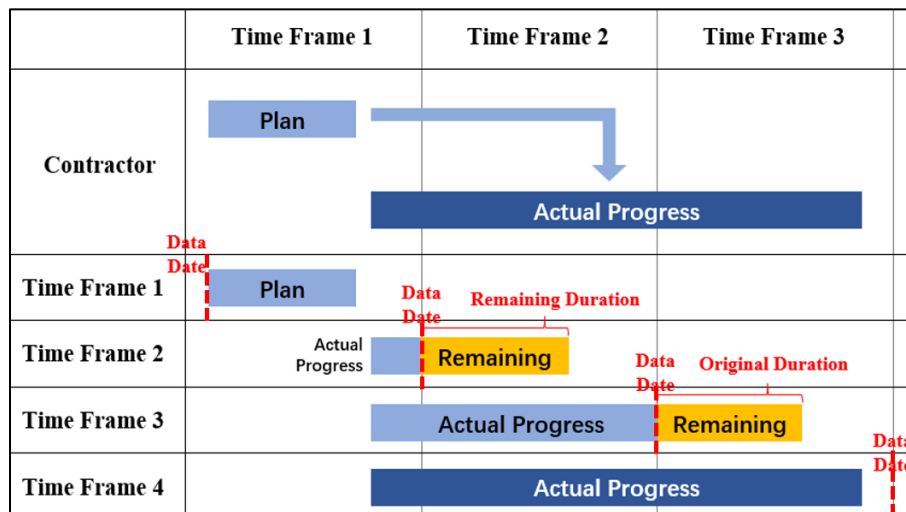 Time Frame 1
Time Frame 2
Time Frame 3
Contractor
Plan
Actual Progress
Data
Date
Time Frame 1
Plan
Data
Date
Remaining Duration
Time Frame 2
Actual
Progress
Remaining
Data
Date
Original Duration
Time Frame 3
Actual Progress
Remaining
Data
Date
Time Frame 4
Actual Progress